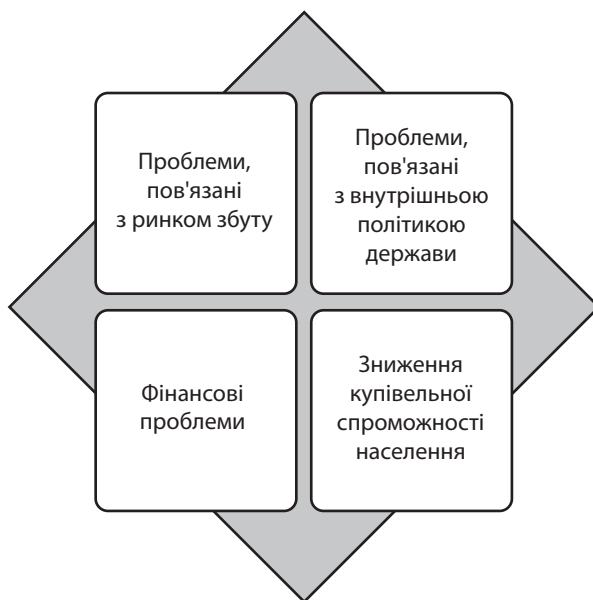 Проблеми,
пов'язані
з ринком збуту
Проблеми,
пов'язані
з внутрішньою
політикою
держави
Фінансові
проблеми
Зниження
купівельної
спроможності
населення